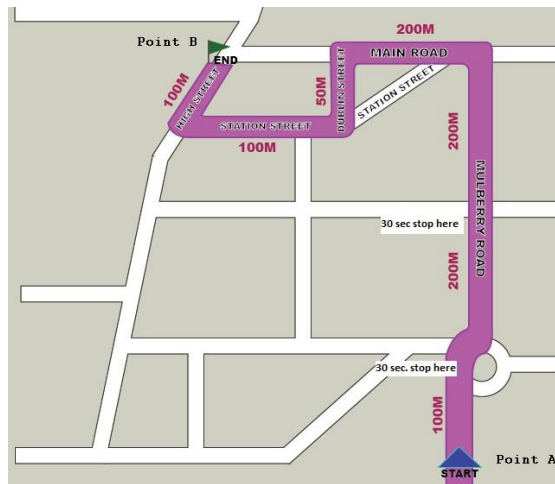 200M
Point B
MAIN ROAD
END
100M
HIGH STREET
50M
DUBLIN STREET
STATION STREET
STATION STREET
100M
200M
MULBERRY ROAD
30 sec stop here
200M
30 sec. stop here
100M
Point A
START